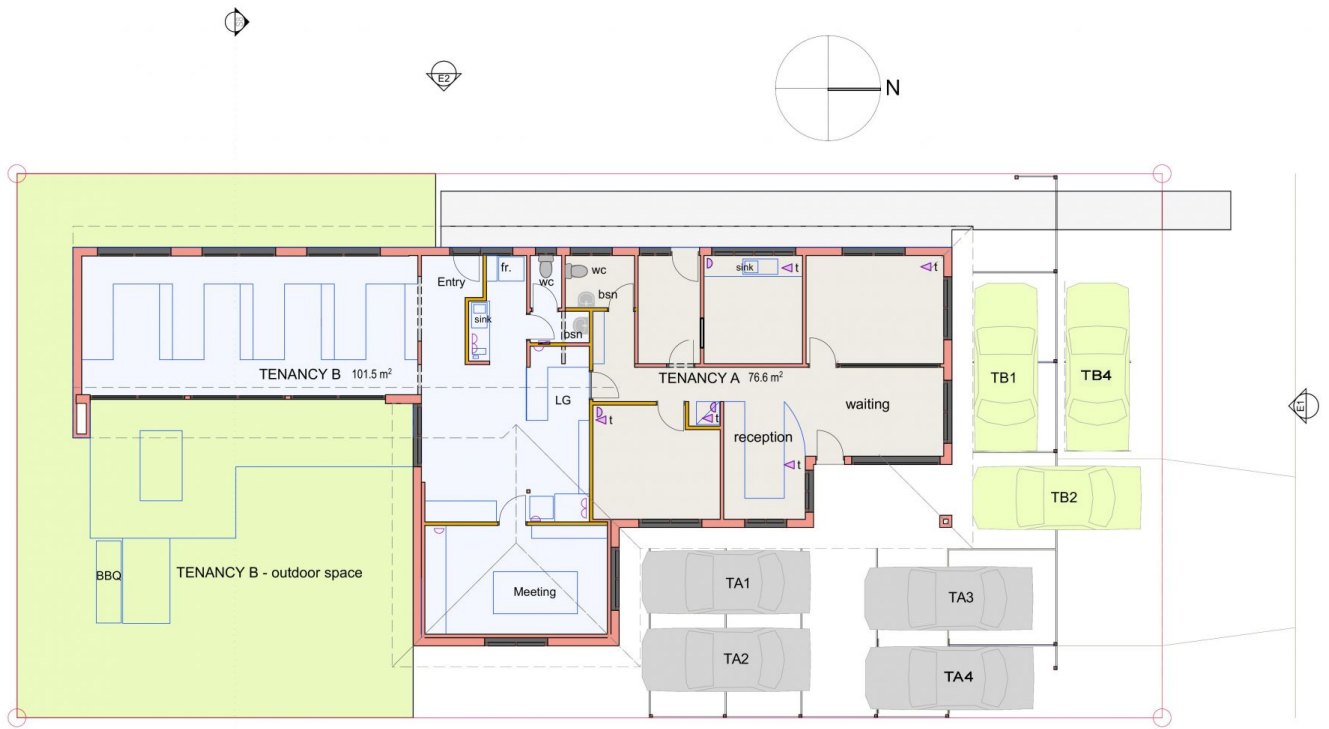 E2
N
fr.
Entry
wc
wc
sink
t
t
bsn
sink
bsn
TENANCY B 101.5 m²
TENANCY A 76.6 m²
TB1
TB4
LG
waiting
E1
t
t
reception
t
TB2
BBQ
TENANCY B - outdoor space
TA1
TA3
Meeting
TA2
TA4